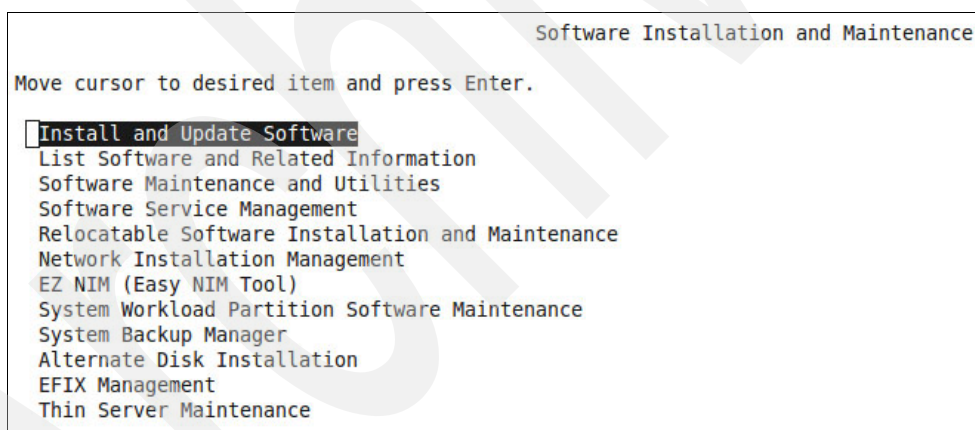 Software Installation and Maintenance
Move cursor to desired item and press Enter.
Install and Update Software
List Software and Related Information
Software Maintenance and Utilities
Software Service Management
Relocatable Software Installation and Maintenance
Network Installation Management
EZ NIM (Easy NIM Tool)
System Workload Partition Software Maintenance
System Backup Manager
Alternate Disk Installation
EFIX Management
Thin Server Maintenance